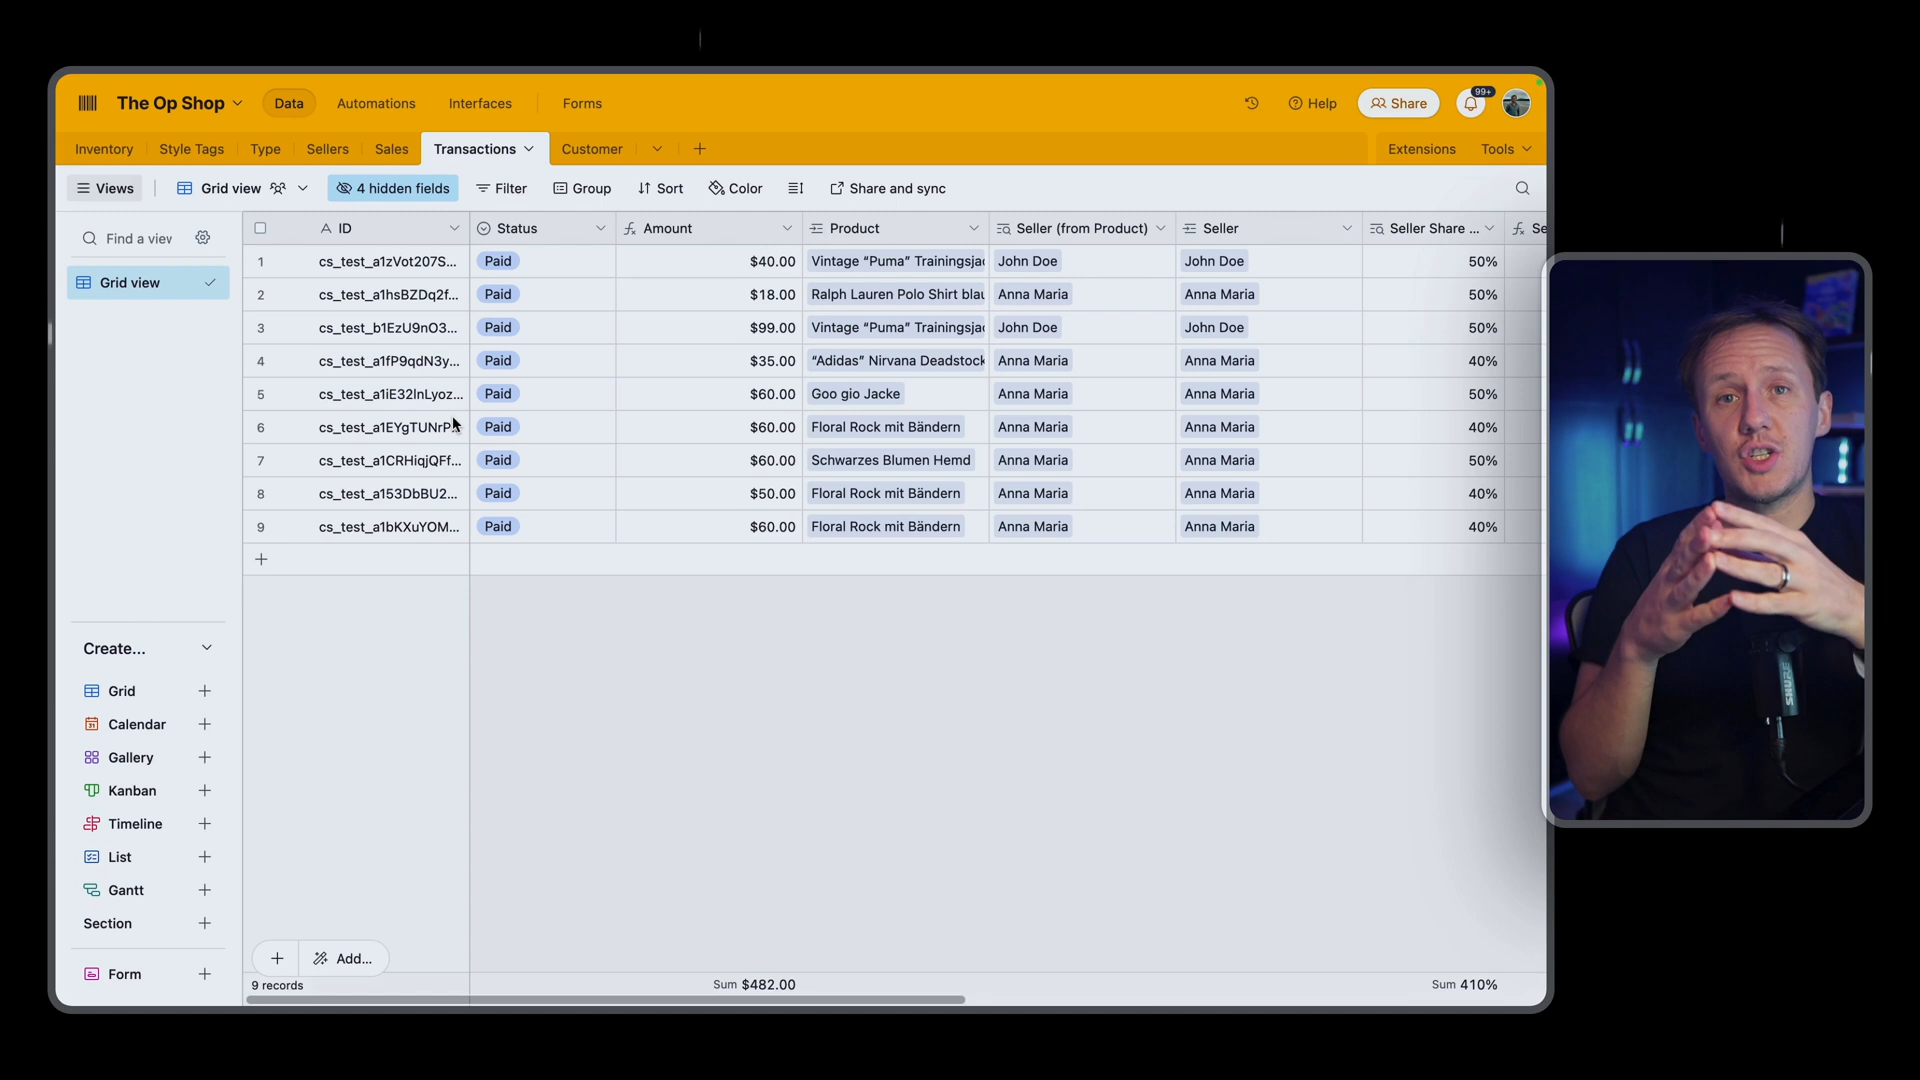 The Op Shop Data Automations Interfaces Forms Help Share 99+
Inventory Style Tags Type Sellers Sales Transactions Customer Extensions Tools
Views Grid view 4 hidden fields Filter Group Sort Color Share and sync
Find a view
Grid view
ID Status Amount Product Seller (from Product) Seller Seller Share ... Se
1 cs_test_a1zVot207S... Paid $40.00 Vintage “Puma” Trainingsjac John Doe John Doe 50%
2 cs_test_a1hsBZDq2f... Paid $18.00 Ralph Lauren Polo Shirt blau Anna Maria Anna Maria 50%
3 cs_test_b1EzU9nO3... Paid $99.00 Vintage “Puma” Trainingsjac John Doe John Doe 50%
4 cs_test_a1fP9qdN3y... Paid $35.00 “Adidas” Nirvana Deadstock Anna Maria Anna Maria 40%
5 cs_test_a1iE32lnLyoz... Paid $60.00 Goo gio Jacke Anna Maria Anna Maria 50%
6 cs_test_a1EYgTUNrP... Paid $60.00 Floral Rock mit Bändern Anna Maria Anna Maria 40%
7 cs_test_a1CRHiqjQFf... Paid $60.00 Schwarzes Blumen Hemd Anna Maria Anna Maria 50%
8 cs_test_a153DbBU2... Paid $50.00 Floral Rock mit Bändern Anna Maria Anna Maria 40%
9 cs_test_a1bKXuYOM... Paid $60.00 Floral Rock mit Bändern Anna Maria Anna Maria 40%
Create...
Grid
Calendar
Gallery
Kanban
Timeline
List
Gantt
Section
Form
Add...
9 records Sum $482.00 Sum 410%
SHURE